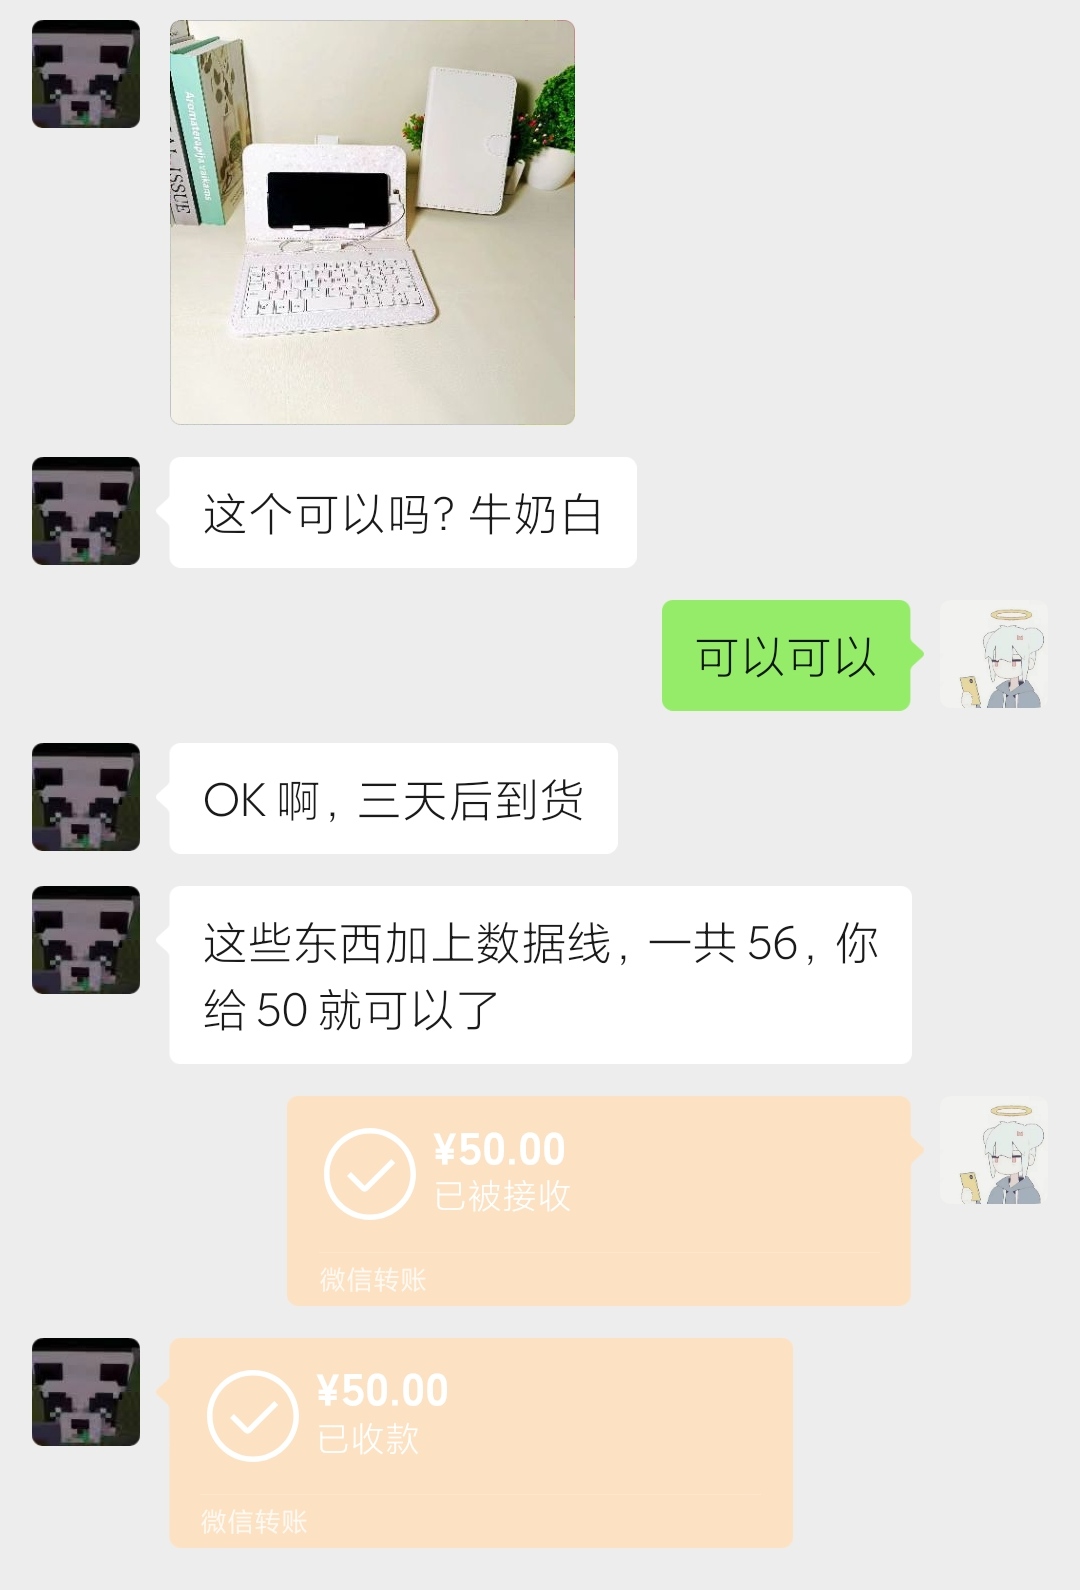 Aromaterapija vaikams
ISSUE
这个可以吗? 牛奶白
可以可以
OK 啊, 三天后到货
这些东西加上数据线, 一共 56, 你
给 50 就可以了
¥50.00
已被接收
微信转账
¥50.00
已收款
微信转账